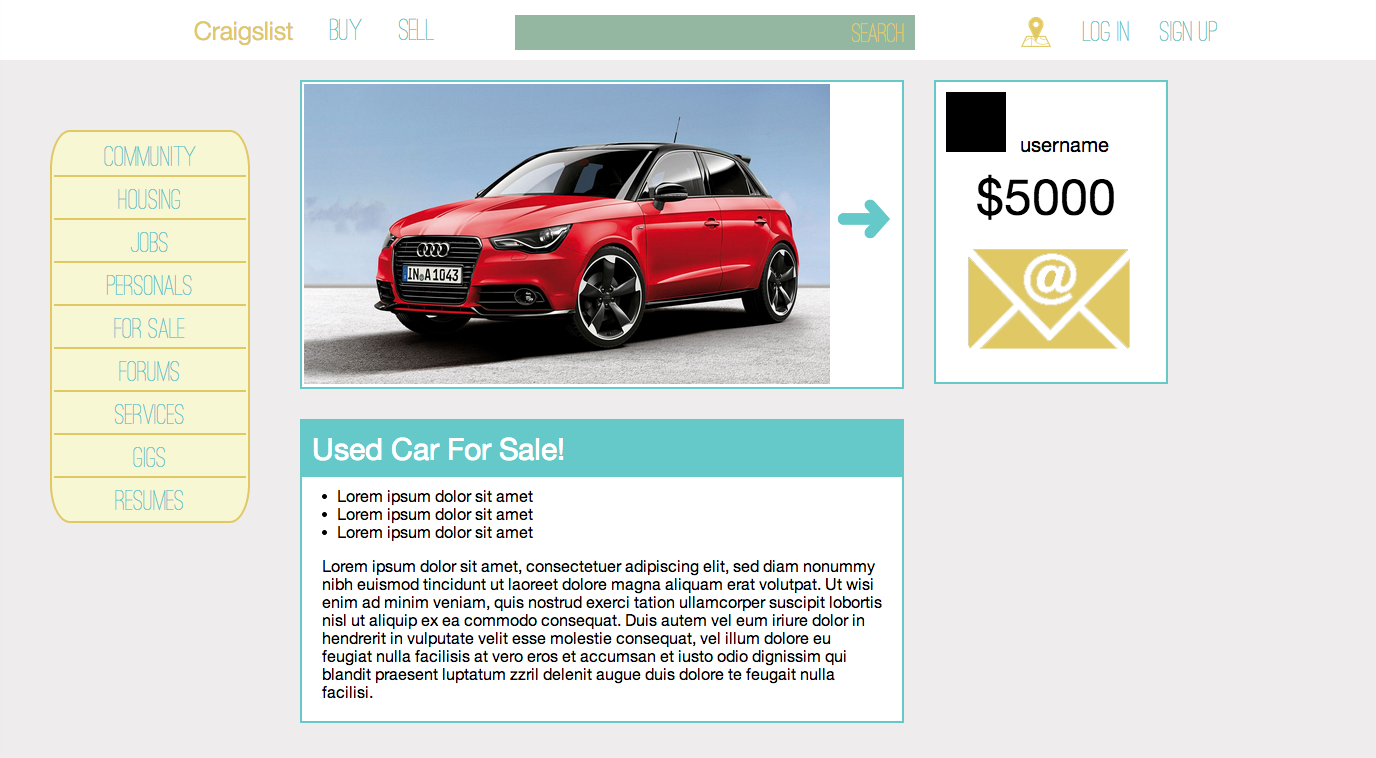 Craigslist BUY SELL SEARCH LOG IN SIGN UP
COMMUNITY
HOUSING
JOBS
PERSONALS
FOR SALE
FORUMS
SERVICES
GIGS
RESUMES
IN A 1043
username
$5000
@
Used Car For Sale!
• Lorem ipsum dolor sit amet
• Lorem ipsum dolor sit amet
• Lorem ipsum dolor sit amet
Lorem ipsum dolor sit amet, consectetuer adipiscing elit, sed diam nonummy
nibh euismod tincidunt ut laoreet dolore magna aliquam erat volutpat. Ut wisi
enim ad minim veniam, quis nostrud exerci tation ullamcorper suscipit lobortis
nisl ut aliquip ex ea commodo consequat. Duis autem vel eum iriure dolor in
hendrerit in vulputate velit esse molestie consequat, vel illum dolore eu
feugiat nulla facilisis at vero eros et accumsan et iusto odio dignissim qui
blandit praesent luptatum zzril delenit augue duis dolore te feugait nulla
facilisi.